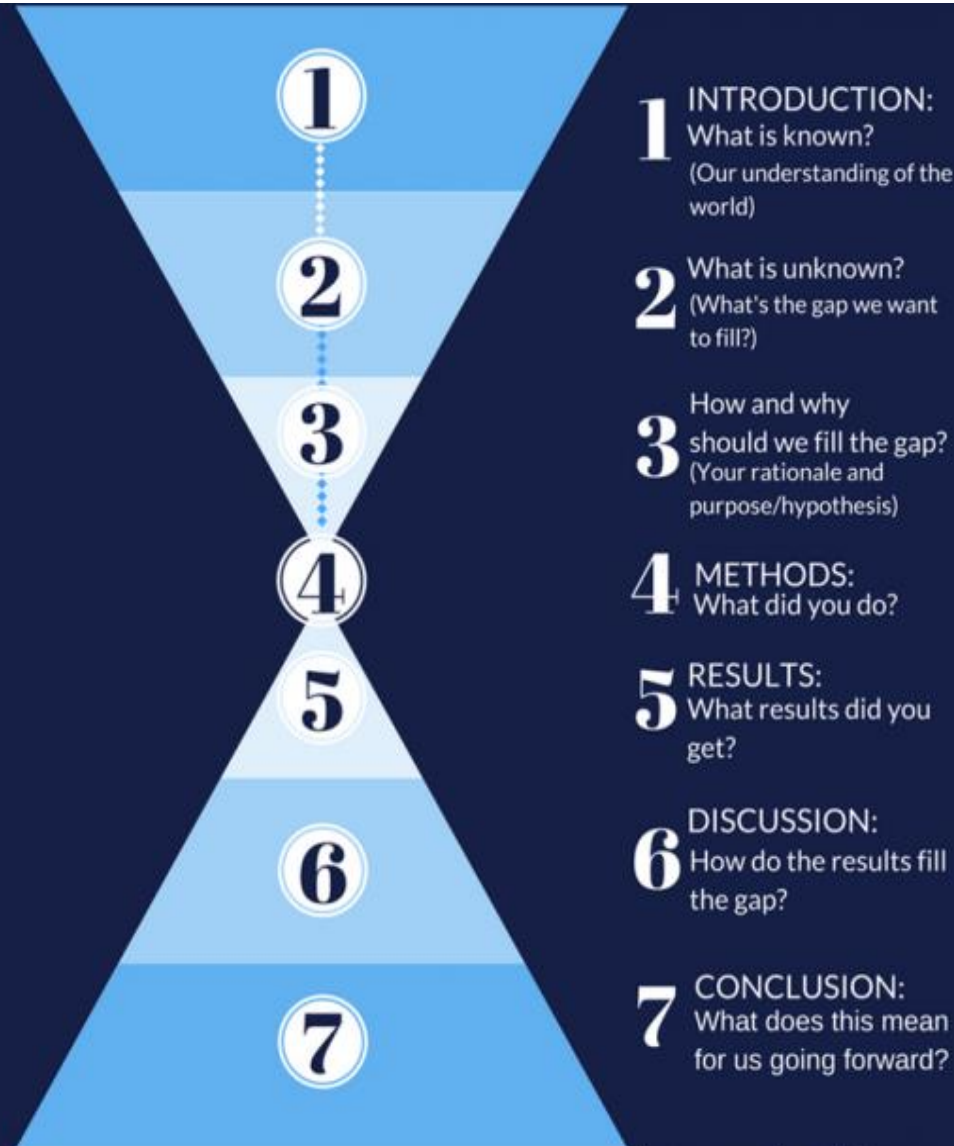 1
2
3
4
5
6
7
1 INTRODUCTION:
What is known?
(Our understanding of the
world)
2 What is unknown?
(What's the gap we want
to fill?)
3 How and why
should we fill the gap?
(Your rationale and
purpose/hypothesis)
4 METHODS:
What did you do?
5 RESULTS:
What results did you
get?
6 DISCUSSION:
How do the results fill
the gap?
7 CONCLUSION:
What does this mean
for us going forward?